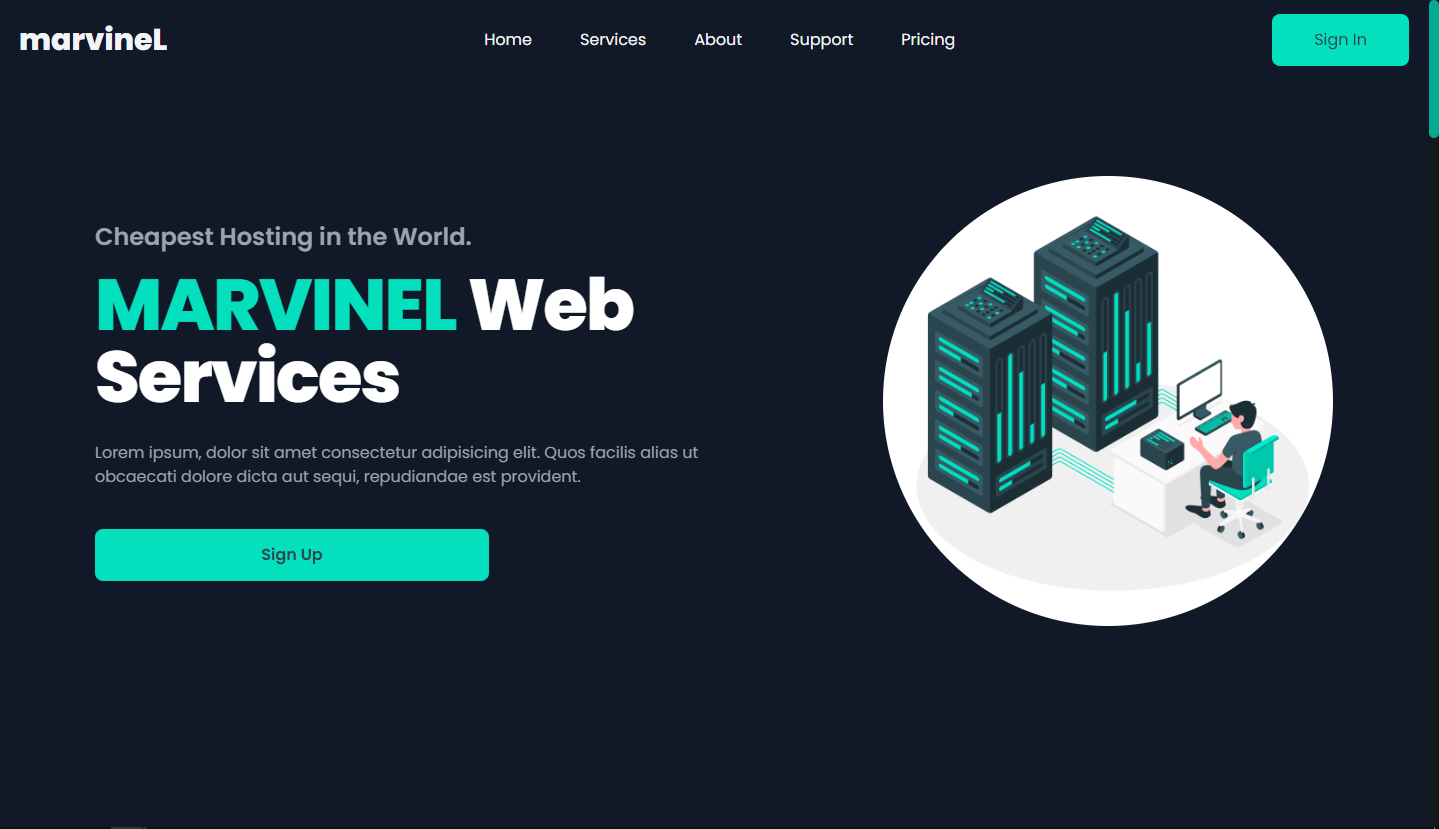 marvineL
Home
Services
About
Support
Pricing
Sign In
Cheapest Hosting in the World.
MARVINEL Web
Services
Lorem ipsum, dolor sit amet consectetur adipisicing elit. Quos facilis alias ut
obcaecati dolore dicta aut sequi, repudiandae est provident.
Sign Up